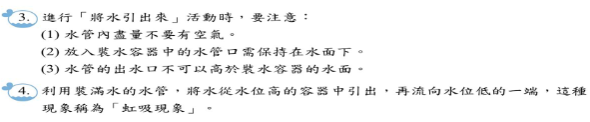 3. 進行「將水引出來」活動時，要注意：
(1) 水管內盡量不要有空氣。
(2) 放入裝水容器中的水管口需保持在水面下。
(3) 水管的出水口不可以高於裝水容器的水面。
4. 利用裝滿水的水管，將水從水位高的容器中引出，再流向水位低的一端，這種
現象稱為「虹吸現象」。